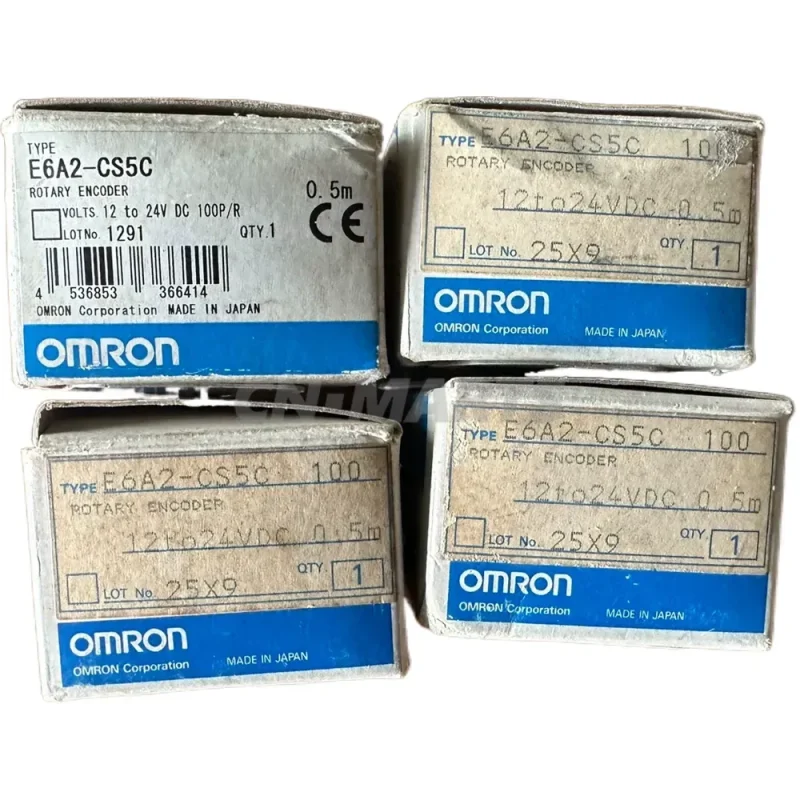 TYPE
E6A2-CS5C
ROTARY ENCODER 0.5m
VOLTS. 12 to 24V DC 100P/R
LOT No. 1291 QTY.1 CE
4 536853 366414
OMRON Corporation MADE IN JAPAN
OMRON
TYPE E6A2-CS5C 100
ROTARY ENCODER
12to24VDC 0.5m
LOT No. 25X9 QTY. 1
OMRON
OMRON Corporation MADE IN JAPAN
TYPE E6A2-CS5C 100
ROTARY ENCODER
12to24VDC 0.5m
LOT No. 25X9 QTY. 1
OMRON
OMRON Corporation MADE IN JAPAN
TYPE E6A2-CS5C 100
ROTARY ENCODER
12to24VDC 0.5m
LOT No. 25X9 QTY. 1
OMRON
OMRON Corporation MADE IN JAPAN